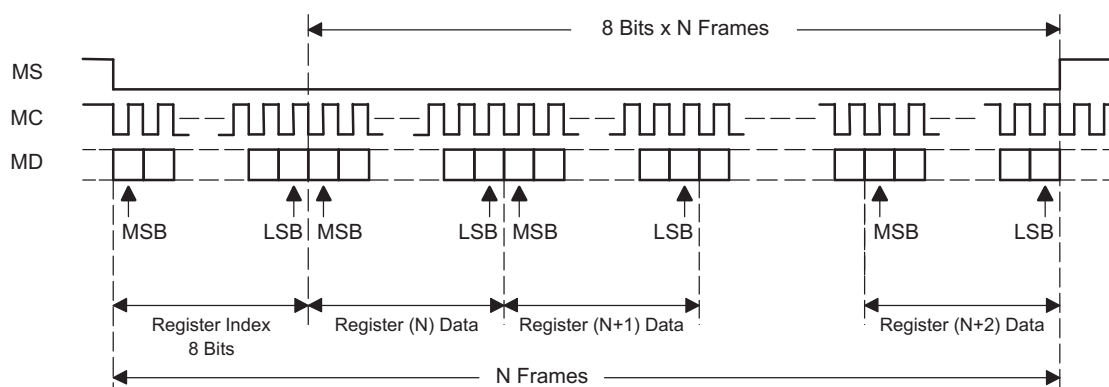 8 Bits x N Frames
MS
MC
MD
MSB
LSB
MSB
LSB
MSB
LSB
MSB
LSB
Register Index
8 Bits
Register (N) Data
Register (N+1) Data
Register (N+2) Data
N Frames